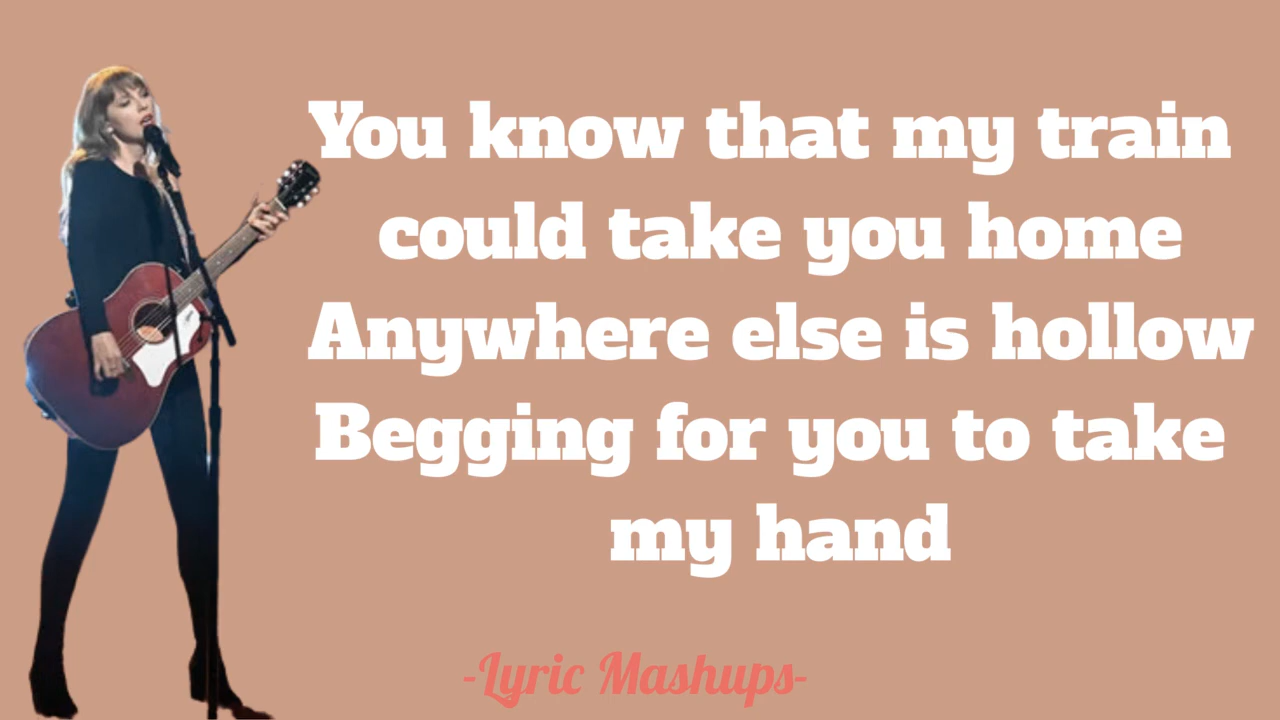 You know that my train
could take you home
Anywhere else is hollow
Begging for you to take
my hand
-Lyric Mashups-